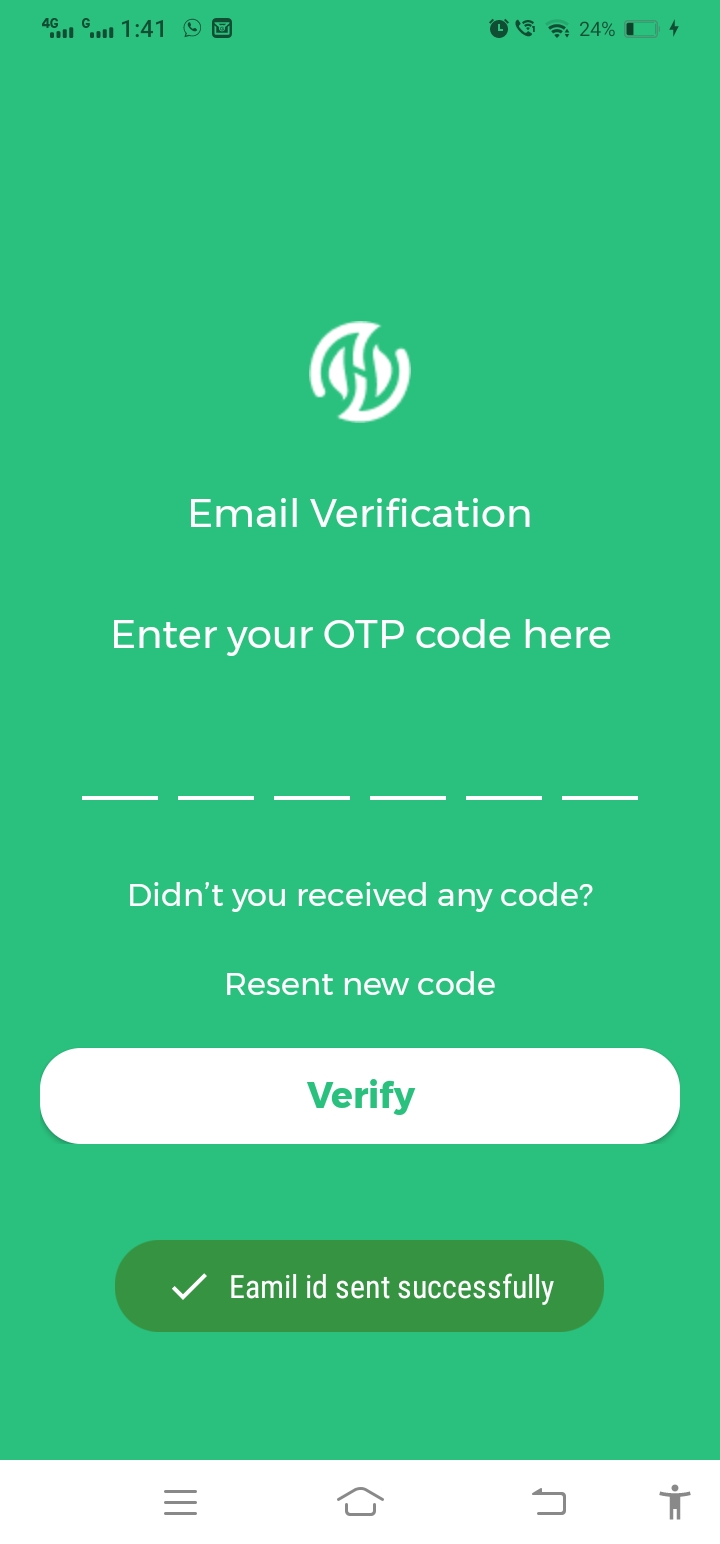 4G G 1:41 24%
Email Verification
Enter your OTP code here
Didn't you received any code?
Resent new code
Verify
Eamil id sent successfully